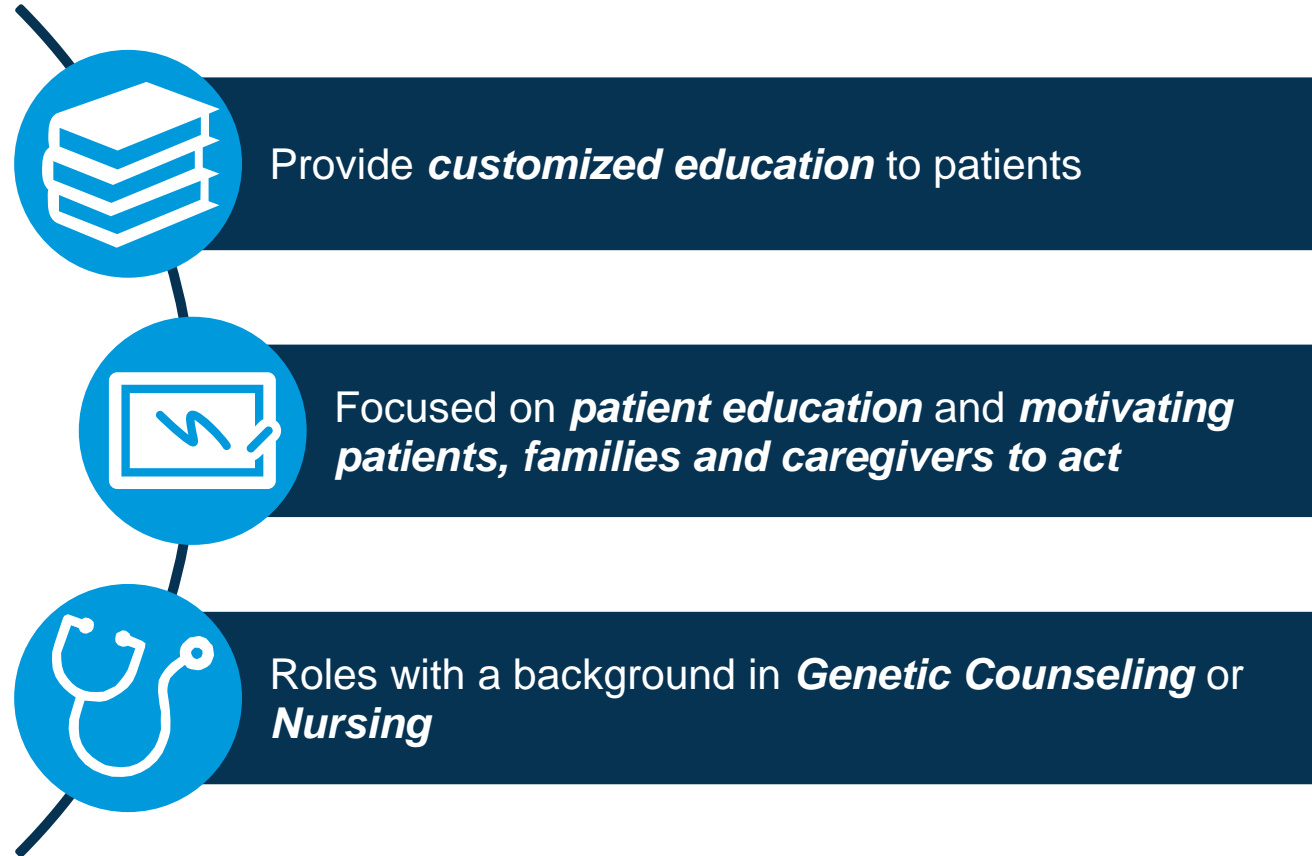 Provide customized education to patients
Focused on patient education and motivating
patients, families and caregivers to act
Roles with a background in Genetic Counseling or
Nursing